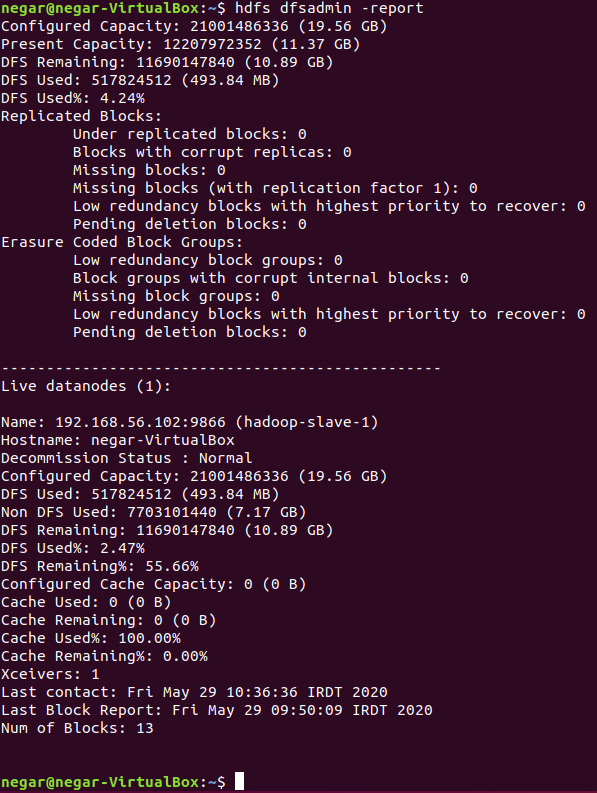 negar@negar-VirtualBox:~$ hdfs dfsadmin -report
Configured Capacity: 21001486336 (19.56 GB)
Present Capacity: 12207972352 (11.37 GB)
DFS Remaining: 11690147840 (10.89 GB)
DFS Used: 517824512 (493.84 MB)
DFS Used%: 4.24%
Replicated Blocks:
	Under replicated blocks: 0
	Blocks with corrupt replicas: 0
	Missing blocks: 0
	Missing blocks (with replication factor 1): 0
	Low redundancy blocks with highest priority to recover: 0
	Pending deletion blocks: 0
Erasure Coded Block Groups:
	Low redundancy block groups: 0
	Block groups with corrupt internal blocks: 0
	Missing block groups: 0
	Low redundancy blocks with highest priority to recover: 0
	Pending deletion blocks: 0

-------------------------------------------------
Live datanodes (1):

Name: 192.168.56.102:9866 (hadoop-slave-1)
Hostname: negar-VirtualBox
Decommission Status : Normal
Configured Capacity: 21001486336 (19.56 GB)
DFS Used: 517824512 (493.84 MB)
Non DFS Used: 7703101440 (7.17 GB)
DFS Remaining: 11690147840 (10.89 GB)
DFS Used%: 2.47%
DFS Remaining%: 55.66%
Configured Cache Capacity: 0 (0 B)
Cache Used: 0 (0 B)
Cache Remaining: 0 (0 B)
Cache Used%: 100.00%
Cache Remaining%: 0.00%
Xceivers: 1
Last contact: Fri May 29 10:36:36 IRDT 2020
Last Block Report: Fri May 29 09:50:09 IRDT 2020
Num of Blocks: 13

negar@negar-VirtualBox:~$